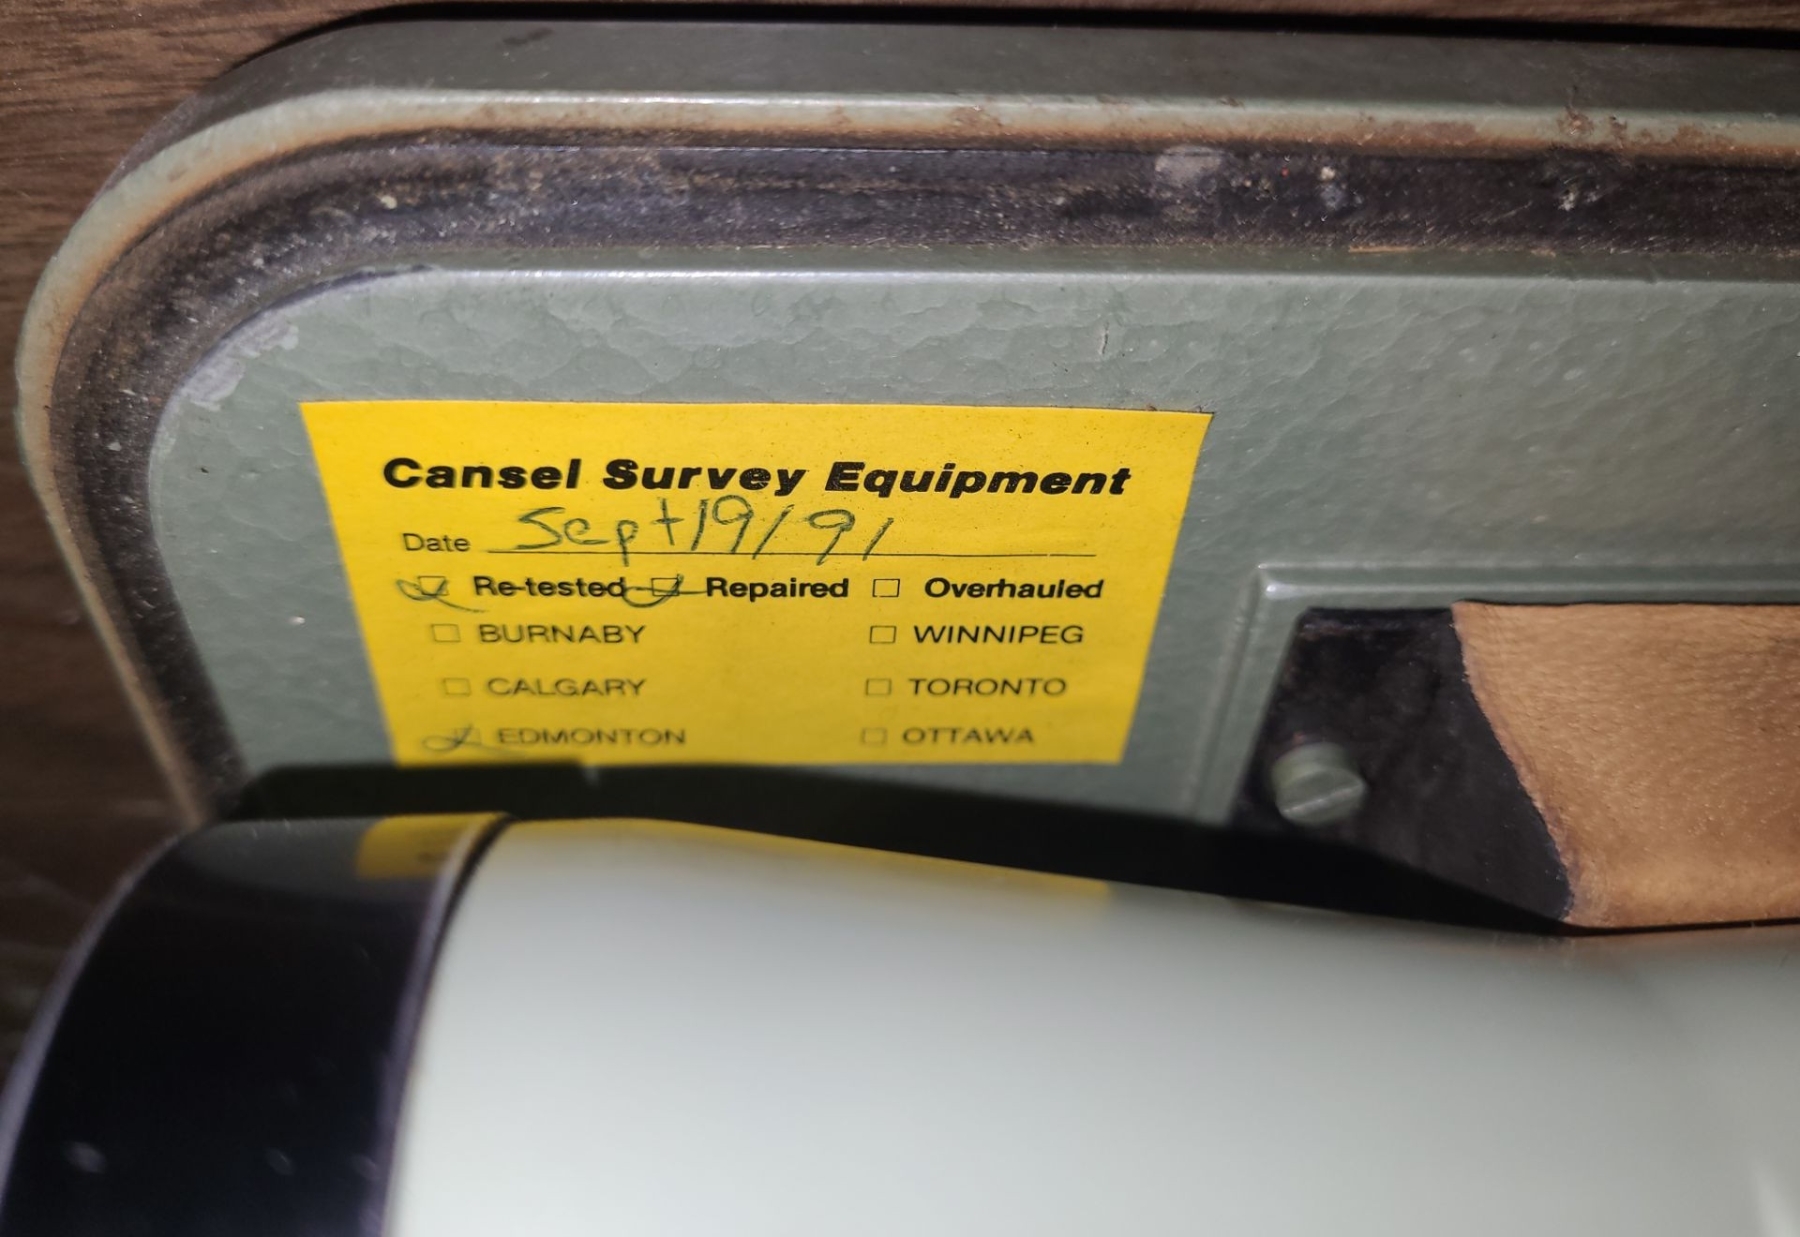 Cansel Survey Equipment
Date Sept 19/91
Re-tested Repaired Overhauled
BURNABY WINNIPEG
CALGARY TORONTO
EDMONTON OTTAWA